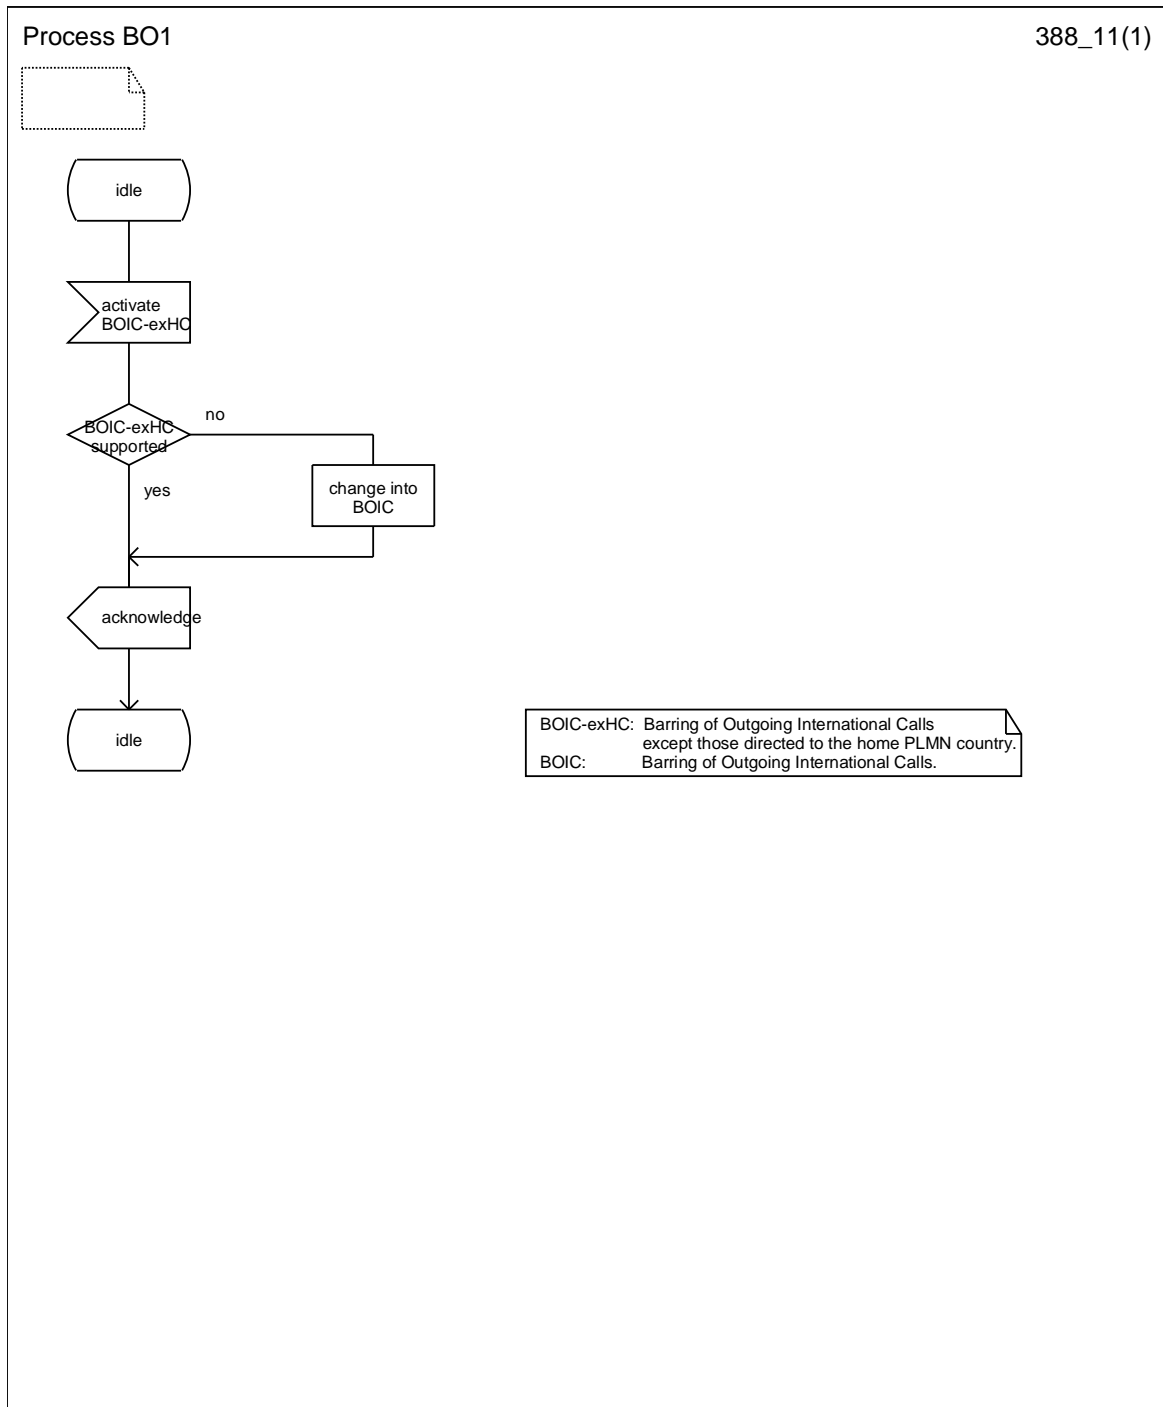 Process BO1
388_11(1)
idle
activate
BOIC-exHC
BOIC-exHC
supported
no
yes
change into
BOIC
acknowledge
idle
BOIC-exHC: Barring of Outgoing International Calls
except those directed to the home PLMN country.
BOIC: Barring of Outgoing International Calls.